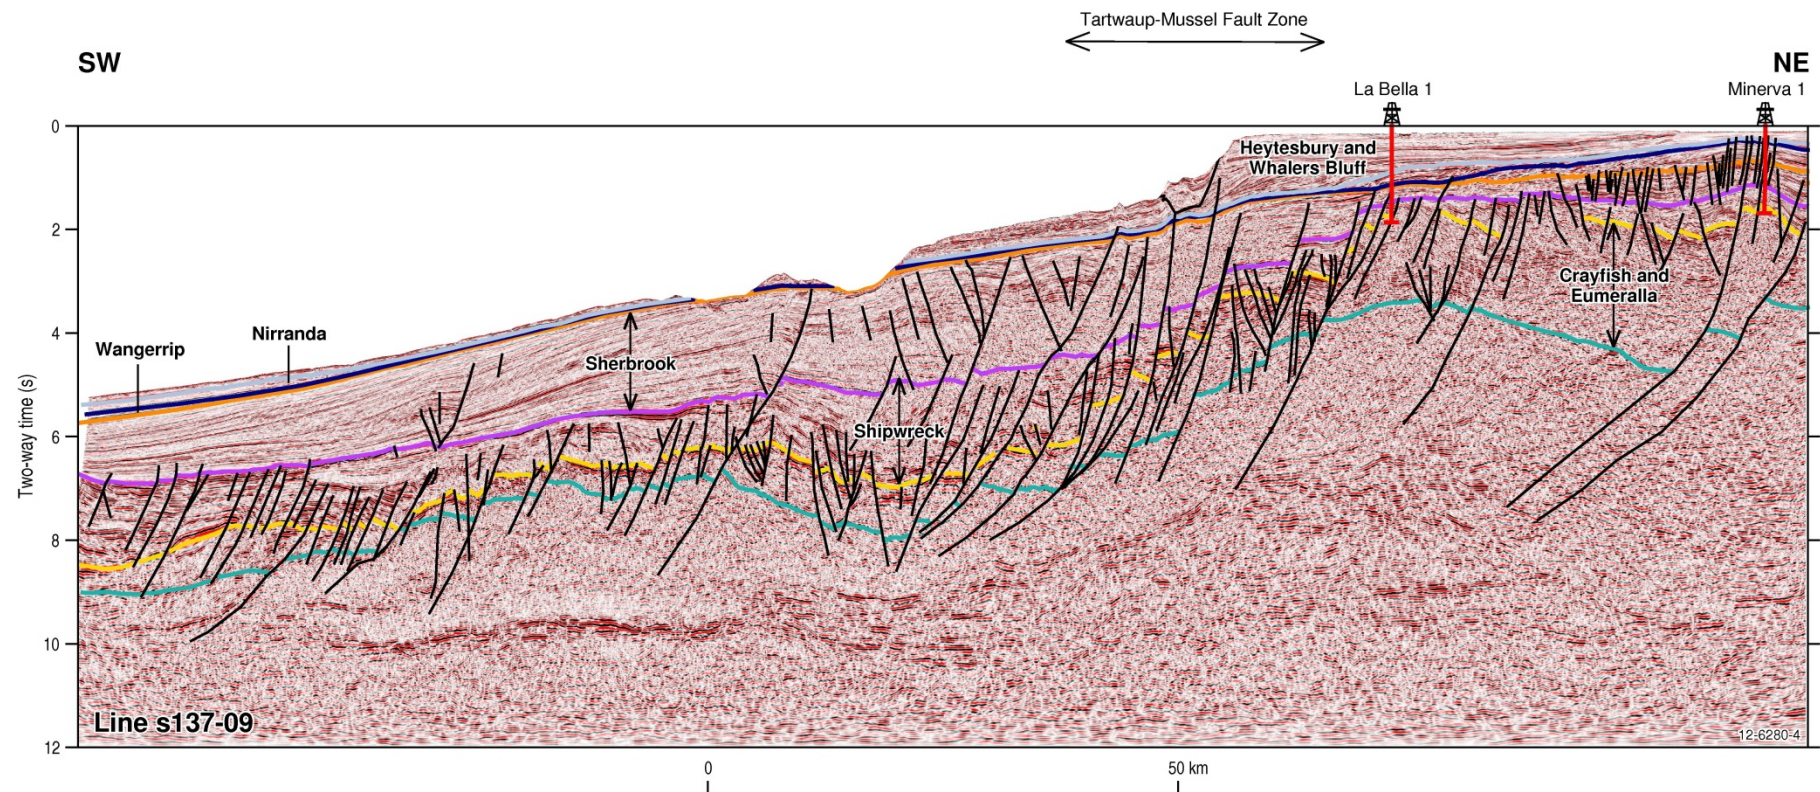 Tartwaup-Mussel Fault Zone
SW
NE
La Bella 1
Minerva 1
0
Heytesbury and
Whalers Bluff
2
Crayfish and
Eumeralla
Nirranda
Wangerrip
4
Sherbrook
Two-way time (s)
Shipwreck
6
8
10
Line s137-09
12-6280-4
12
0
50 km